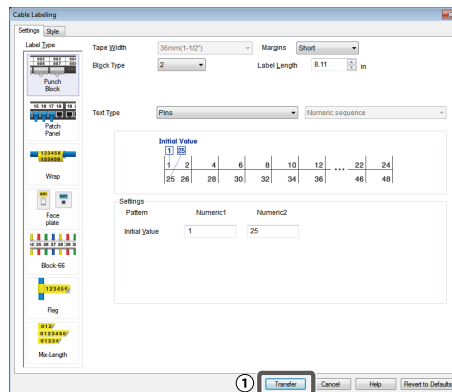 Cable Labeling
Settings Style
Label Type
Punch Block
Patch Panel
Wrap
Face plate
Block-66
Flag
Mix-Length
Tape Width 36mm(1-1/2") Margins Short
Block Type 2 Label Length 8.11 in
Text Type Pins Numeric sequence
Initial Value
1 25
1 2 4 6 8 10 12 ... 22 24
25 26 28 30 32 34 36 46 48
Settings
Pattern Numeric1 Numeric2
Initial Value 1 25
1 Transfer Cancel Help Revert to Defaults